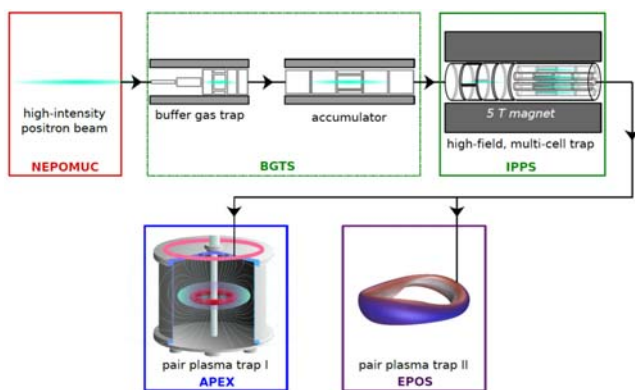 high-intensity
positron beam
NEPOMUC
buffer gas trap
accumulator
BGTS
5 T magnet
high-field, multi-cell trap
IPPS
pair plasma trap I
APEX
pair plasma trap II
EPOS